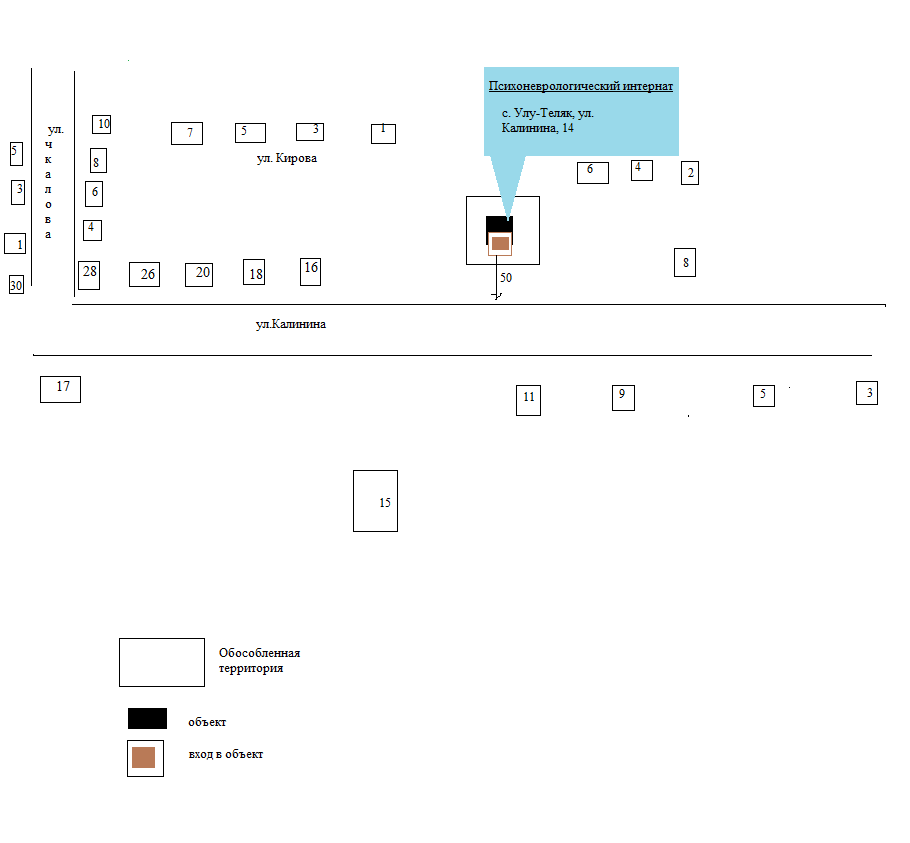 Психоневрологический интернат
с. Улу-Теляк, ул.
Калинина, 14
ул.
ч
к
а
л
о
в
а
10
7
5
3
1
5
8
ул. Кирова
6
4
2
3
6
4
1
28
26
20
18
16
8
30
50
ул.Калинина
17
11
9
5
3
15
Обособленная
территория
объект
вход в объект